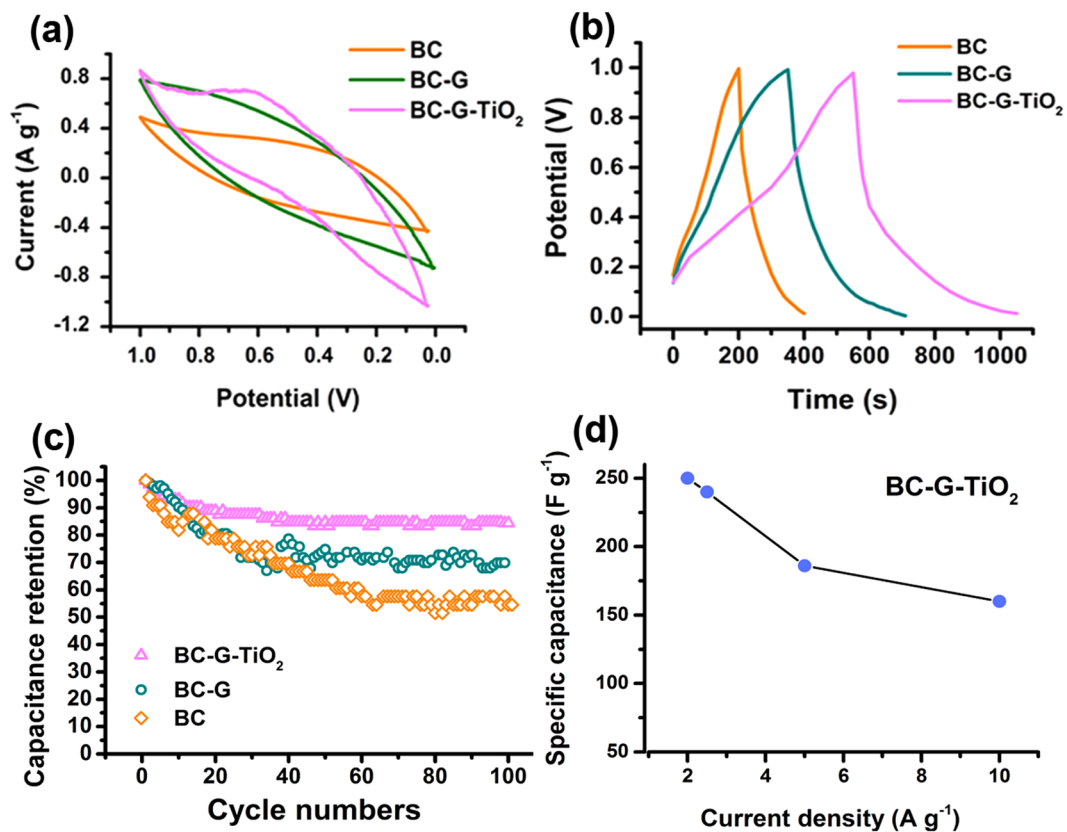 (a)
BC
BC-G
BC-G-TiO₂
0.8
0.4
0.0
-0.4
-0.8
-1.2
Current (A g⁻¹)
1.0 0.8 0.6 0.4 0.2 0.0
Potential (V)
(b)
BC
BC-G
BC-G-TiO₂
1.0
0.8
0.6
0.4
0.2
0.0
Potential (V)
0 200 400 600 800 1000
Time (s)
(c)
100
90
80
70
60
50
40
30
20
10
0
Capacitance retention (%)
BC-G-TiO₂
BC-G
BC
0 20 40 60 80 100
Cycle numbers
(d)
BC-G-TiO₂
250
200
150
100
50
Specific capacitance (F g⁻¹)
2 4 6 8 10
Current density (A g⁻¹)